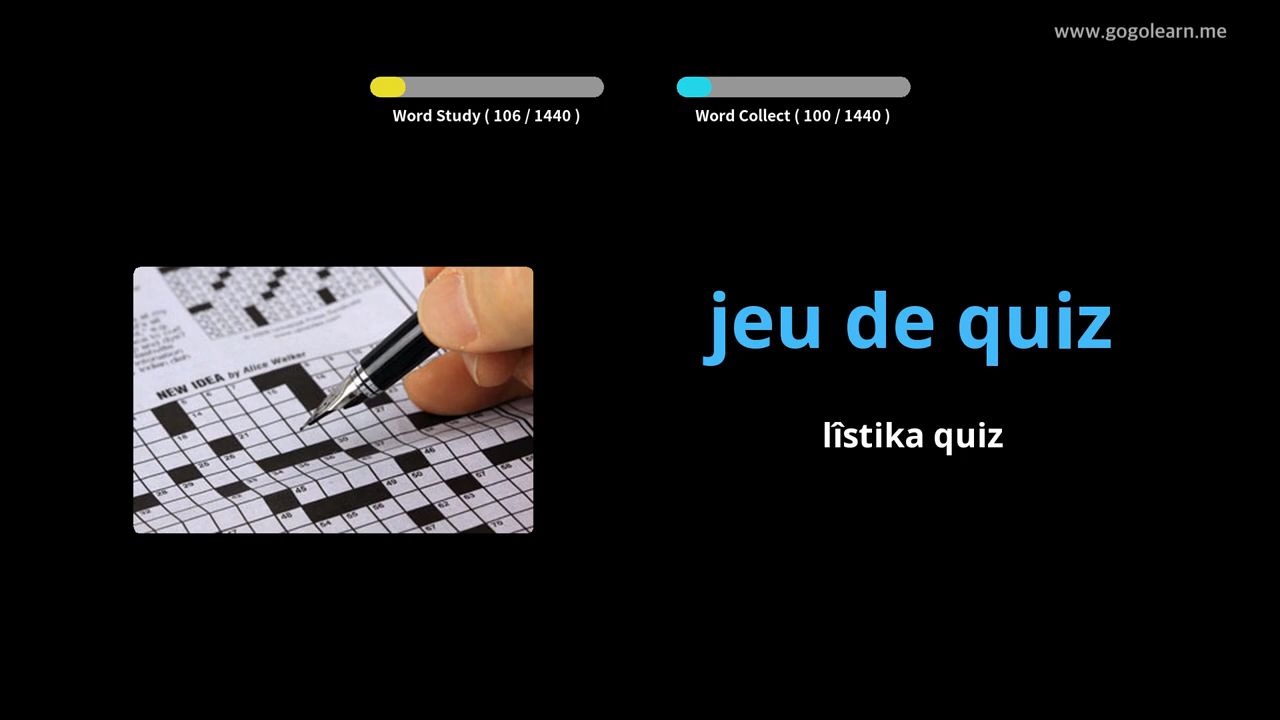 www.gogolearn.me
Word Study ( 106 / 1440 )
Word Collect ( 100 / 1440 )
NEW IDEA by Alice Walker
jeu de quiz
lîstika quiz